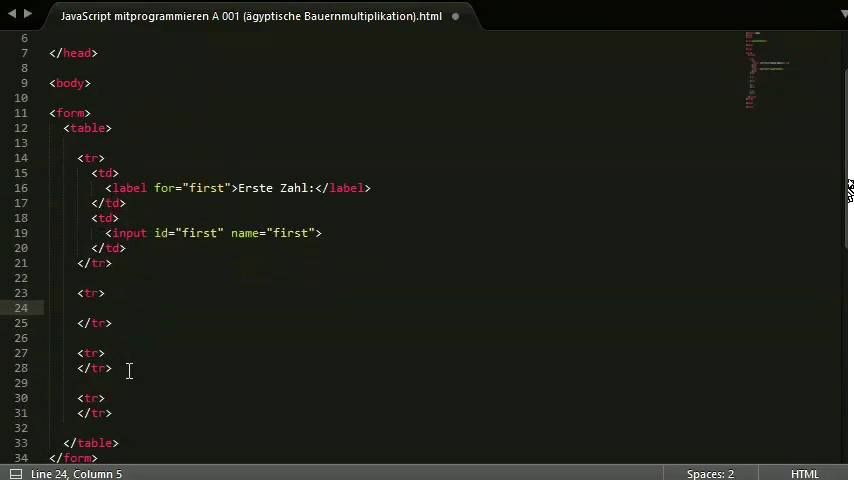 JavaScript mitprogrammieren A 001 (ägyptische Bauernmultiplikation).html
6
7 </head>
8
9 <body>
10
11 <form>
12 <table>
13
14 <tr>
15 <td>
16 <label for="first">Erste Zahl:</label>
17 </td>
18 <td>
19 <input id="first" name="first">
20 </td>
21 </tr>
22
23 <tr>
24
25 </tr>
26
27 <tr>
28 </tr>
29
30 <tr>
31 </tr>
32
33 </table>
34 </form>
Line 24, Column 5 Spaces: 2 HTML